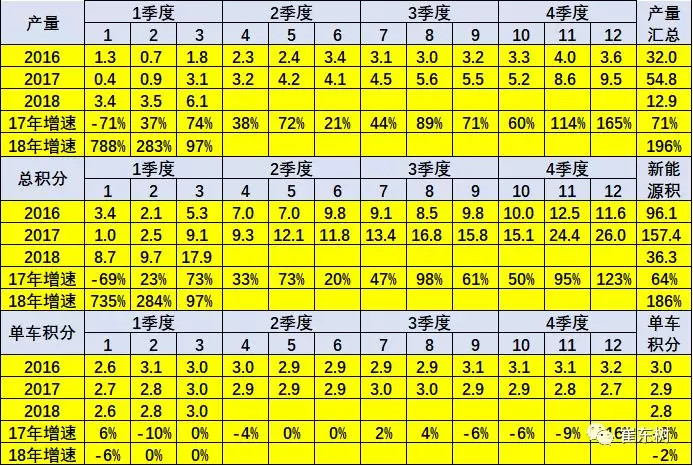 产量 1季度 2季度 3季度 4季度 产量汇总
1 2 3 4 5 6 7 8 9 10 11 12
2016 1.3 0.7 1.8 2.3 2.4 3.4 3.1 3.0 3.2 3.3 4.0 3.6 32.0
2017 0.4 0.9 3.1 3.2 4.2 4.1 4.5 5.6 5.5 5.2 8.6 9.5 54.8
2018 3.4 3.5 6.1 12.9
17年增速 -71% 37% 74% 38% 72% 21% 44% 89% 71% 60% 114% 165% 71%
18年增速 788% 283% 97% 196%
总积分 1季度 2季度 3季度 4季度 新能源积
1 2 3 4 5 6 7 8 9 10 11 12
2016 3.4 2.1 5.3 7.0 7.0 9.8 9.1 8.5 9.8 10.0 12.5 11.6 96.1
2017 1.0 2.5 9.1 9.3 12.1 11.8 13.4 16.8 15.8 15.1 24.4 26.0 157.4
2018 8.7 9.7 17.9 36.3
17年增速 -69% 23% 73% 33% 73% 20% 47% 98% 61% 50% 95% 123% 64%
18年增速 735% 284% 97% 186%
单车积分 1季度 2季度 3季度 4季度 单车积分
1 2 3 4 5 6 7 8 9 10 11 12
2016 2.6 3.1 3.0 3.0 2.9 2.9 2.9 2.9 3.1 3.1 3.1 3.2 3.0
2017 2.7 2.8 3.0 2.9 2.9 2.9 3.0 3.0 2.9 2.9 2.8 2.7 2.9
2018 2.6 2.8 3.0 2.8
17年增速 6% -10% 0% -4% 0% 0% 2% 4% -6% -6% -9%
崔东树
18年增速 -6% 0% 0% -2%